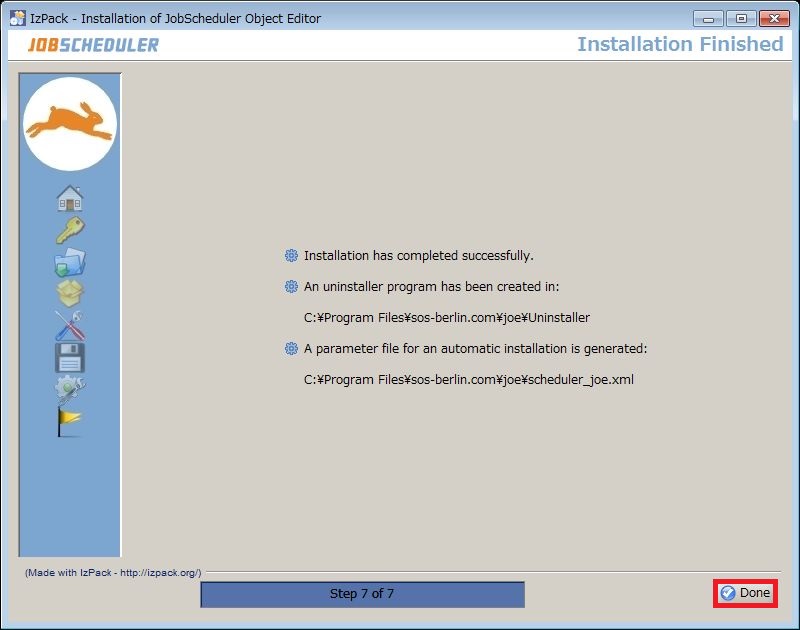 IzPack - Installation of JobScheduler Object Editor
JOBSCHEDULER
Installation Finished
Installation has completed successfully.
An uninstaller program has been created in:
C:¥Program Files¥sos-berlin.com¥joe¥Uninstaller
A parameter file for an automatic installation is generated:
C:¥Program Files¥sos-berlin.com¥joe¥scheduler_joe.xml
(Made with IzPack - http://izpack.org/)
Step 7 of 7
Done